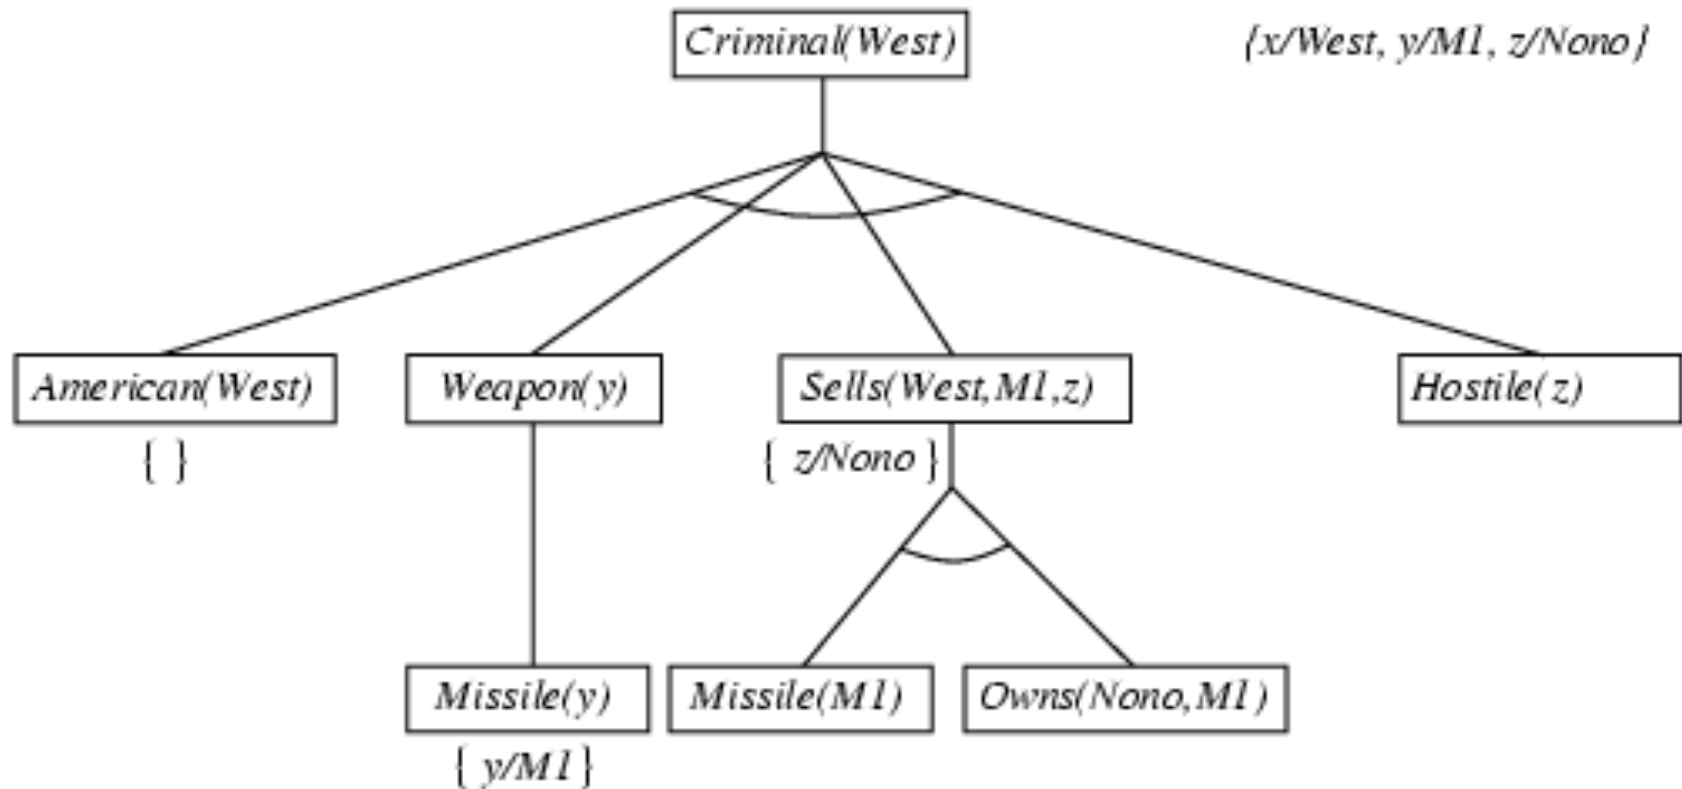 Criminal(West)
{x/West, y/M1, z/Nono}
American(West)
Weapon(y)
Sells(West,M1,z)
Hostile(z)
{ }
{ z/Nono }
Missile(y)
Missile(M1)
Owns(Nono,M1)
{ y/M1}